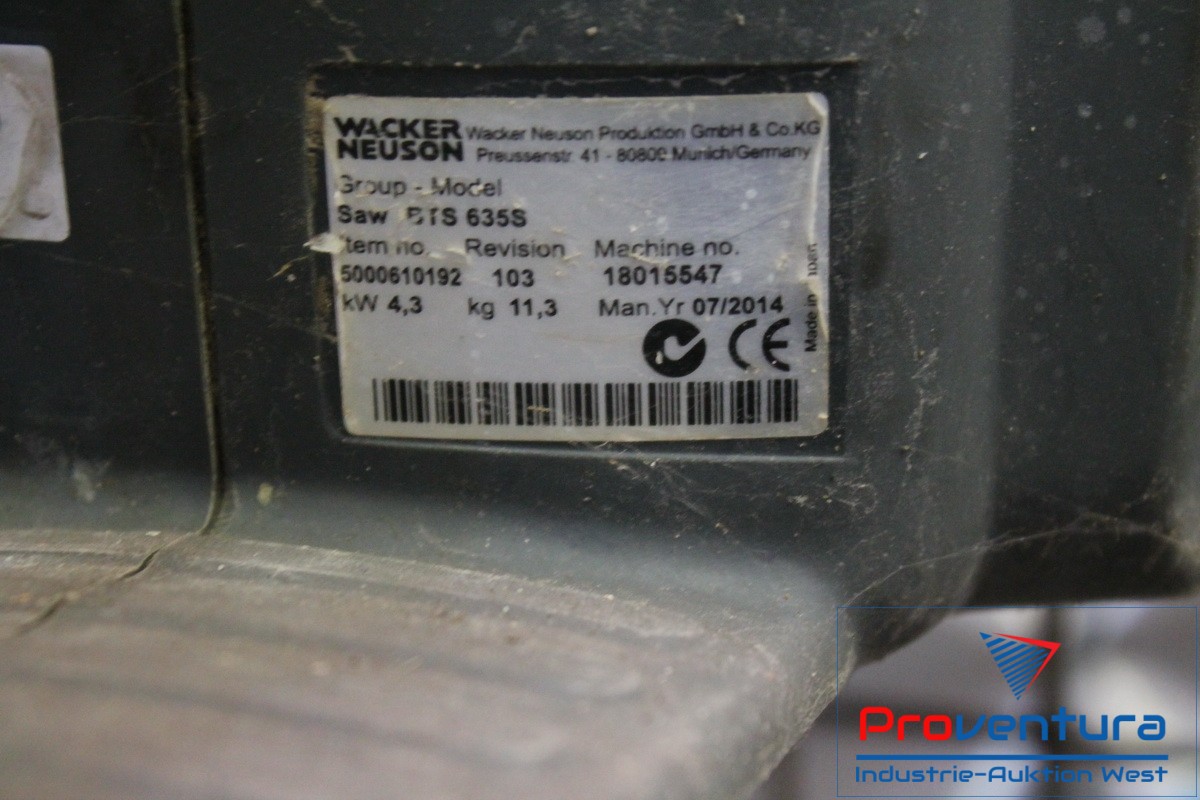 WACKER
NEUSON
Wacker Neuson Produktion GmbH & Co.KG
Preussenstr. 41 - 80809 Munich/Germany
Group - Model
Saw BTS 635S
Item no. Revision Machine no.
5000610192 103 18015547
kW 4,3 kg 11,3 Man.Yr 07/2014
CE
Made in
Proventura
Industrie-Auktion West